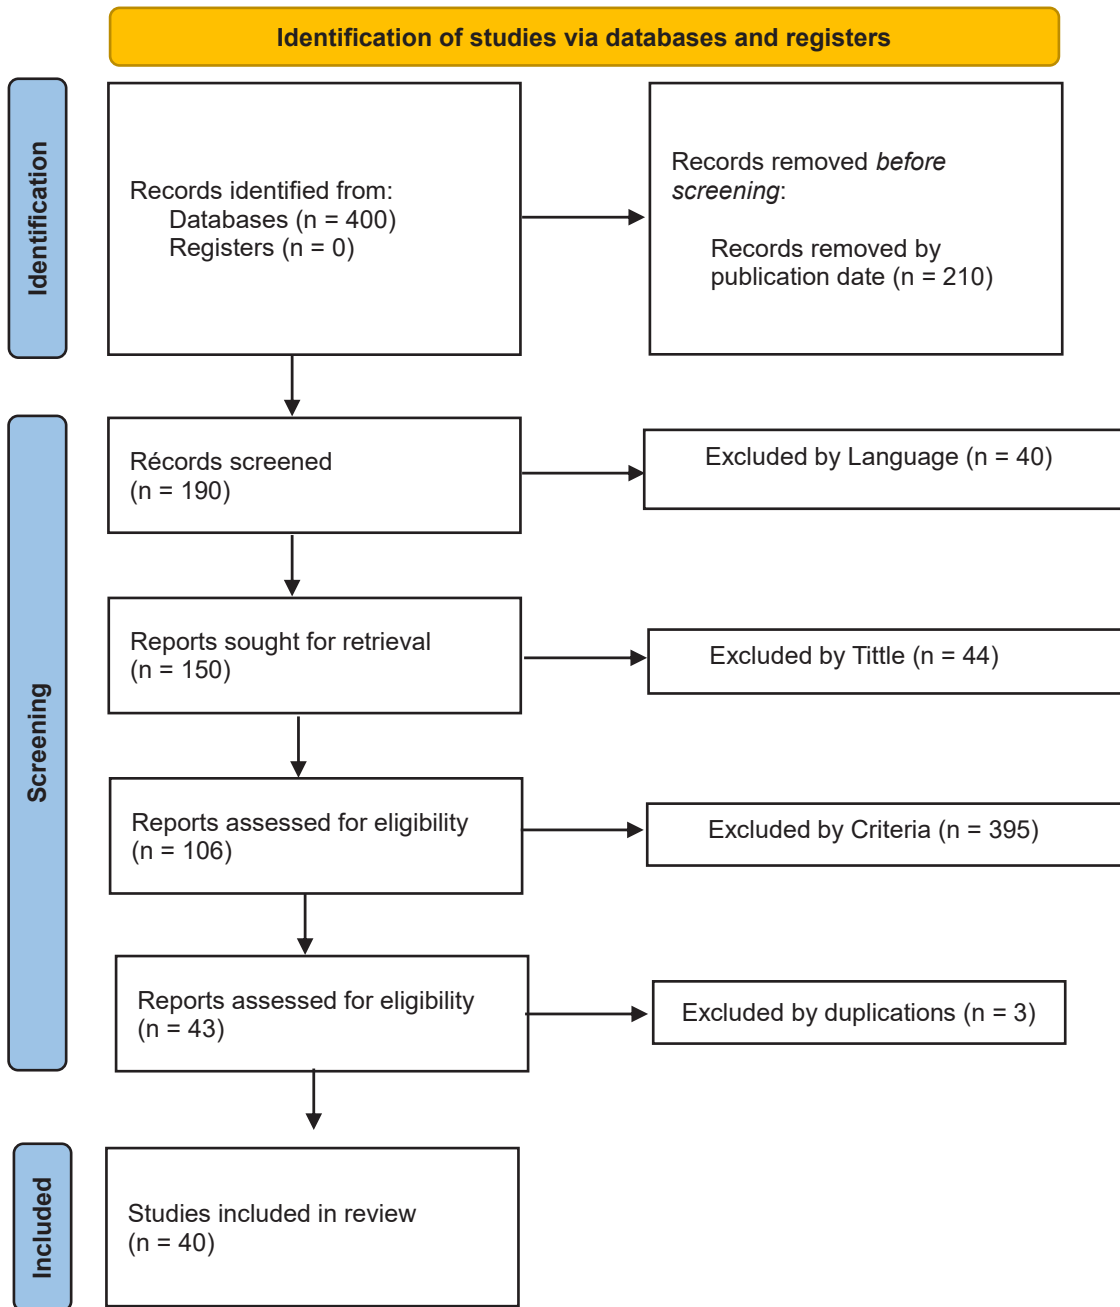 Identification of studies via databases and registers
Identification
Records identified from:
Databases (n = 400)
Registers (n = 0)
Records removed before
screening:
Records removed by
publication date (n = 210)
Screening
Récords screened
(n = 190)
Excluded by Language (n = 40)
Reports sought for retrieval
(n = 150)
Excluded by Tittle (n = 44)
Reports assessed for eligibility
(n = 106)
Excluded by Criteria (n = 395)
Reports assessed for eligibility
(n = 43)
Excluded by duplications (n = 3)
Included
Studies included in review
(n = 40)